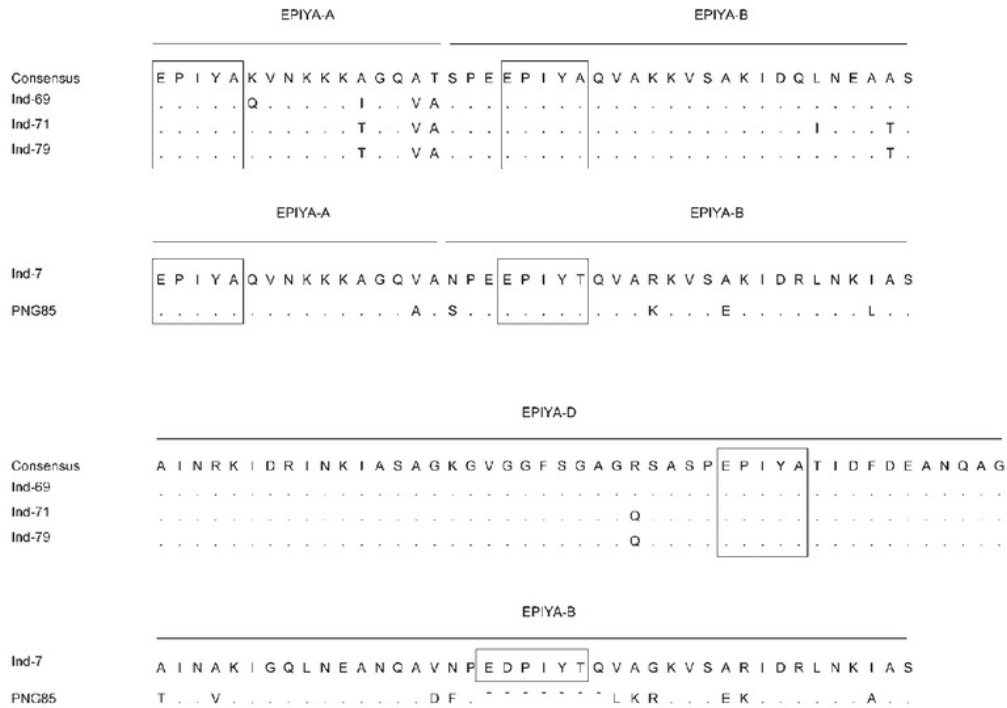 EPIYA-A EPIYA-B
Consensus E P I Y A K V N K K K A G Q A T S P E E P I Y A Q V A K K V S A K I D Q L N E A A S
Ind-69 . . . . . Q . . . . . I . . V A . . . . . . . . . . . . . . . . . . . . . . . . . .
Ind-71 . . . . . . . . . . . T . . V A . . . . . . . . . . . . . . . . . . . . I . . . T .
Ind-79 . . . . . . . . . . . T . . V A . . . . . . . . . . . . . . . . . . . . . . . . T .
EPIYA-A EPIYA-B
Ind-7 E P I Y A Q V N K K K A G Q V A N P E E P I Y T Q V A R K V S A K I D R L N K I A S
PNG85 . . . . . . . . . . . . . . A . S . . . . . . . . . . K . . . E . . . . . . . L . .
EPIYA-D
Consensus A I N R K I D R I N K I A S A G K G V G G F S G A G R S A S P E P I Y A T I D F D E A N Q A G
Ind-69 . . . . . . . . . . . . . . . . . . . . . . . . . . . . . . . . . . . . . . . . . . . . . . .
Ind-71 . . . . . . . . . . . . . . . . . . . . . . . . . . Q . . . . . . . . . . . . . . . . . . . .
Ind-79 . . . . . . . . . . . . . . . . . . . . . . . . . . Q . . . . . . . . . . . . . . . . . . . .
EPIYA-B
Ind-7 A I N A K I G Q L N E A N Q A V N P E D P I Y T Q V A G K V S A R I D R L N K I A S
PNG85 T . . V . . . . . . . . . . . D F . - - - - - - - L K R . . . E K . . . . . . A . .